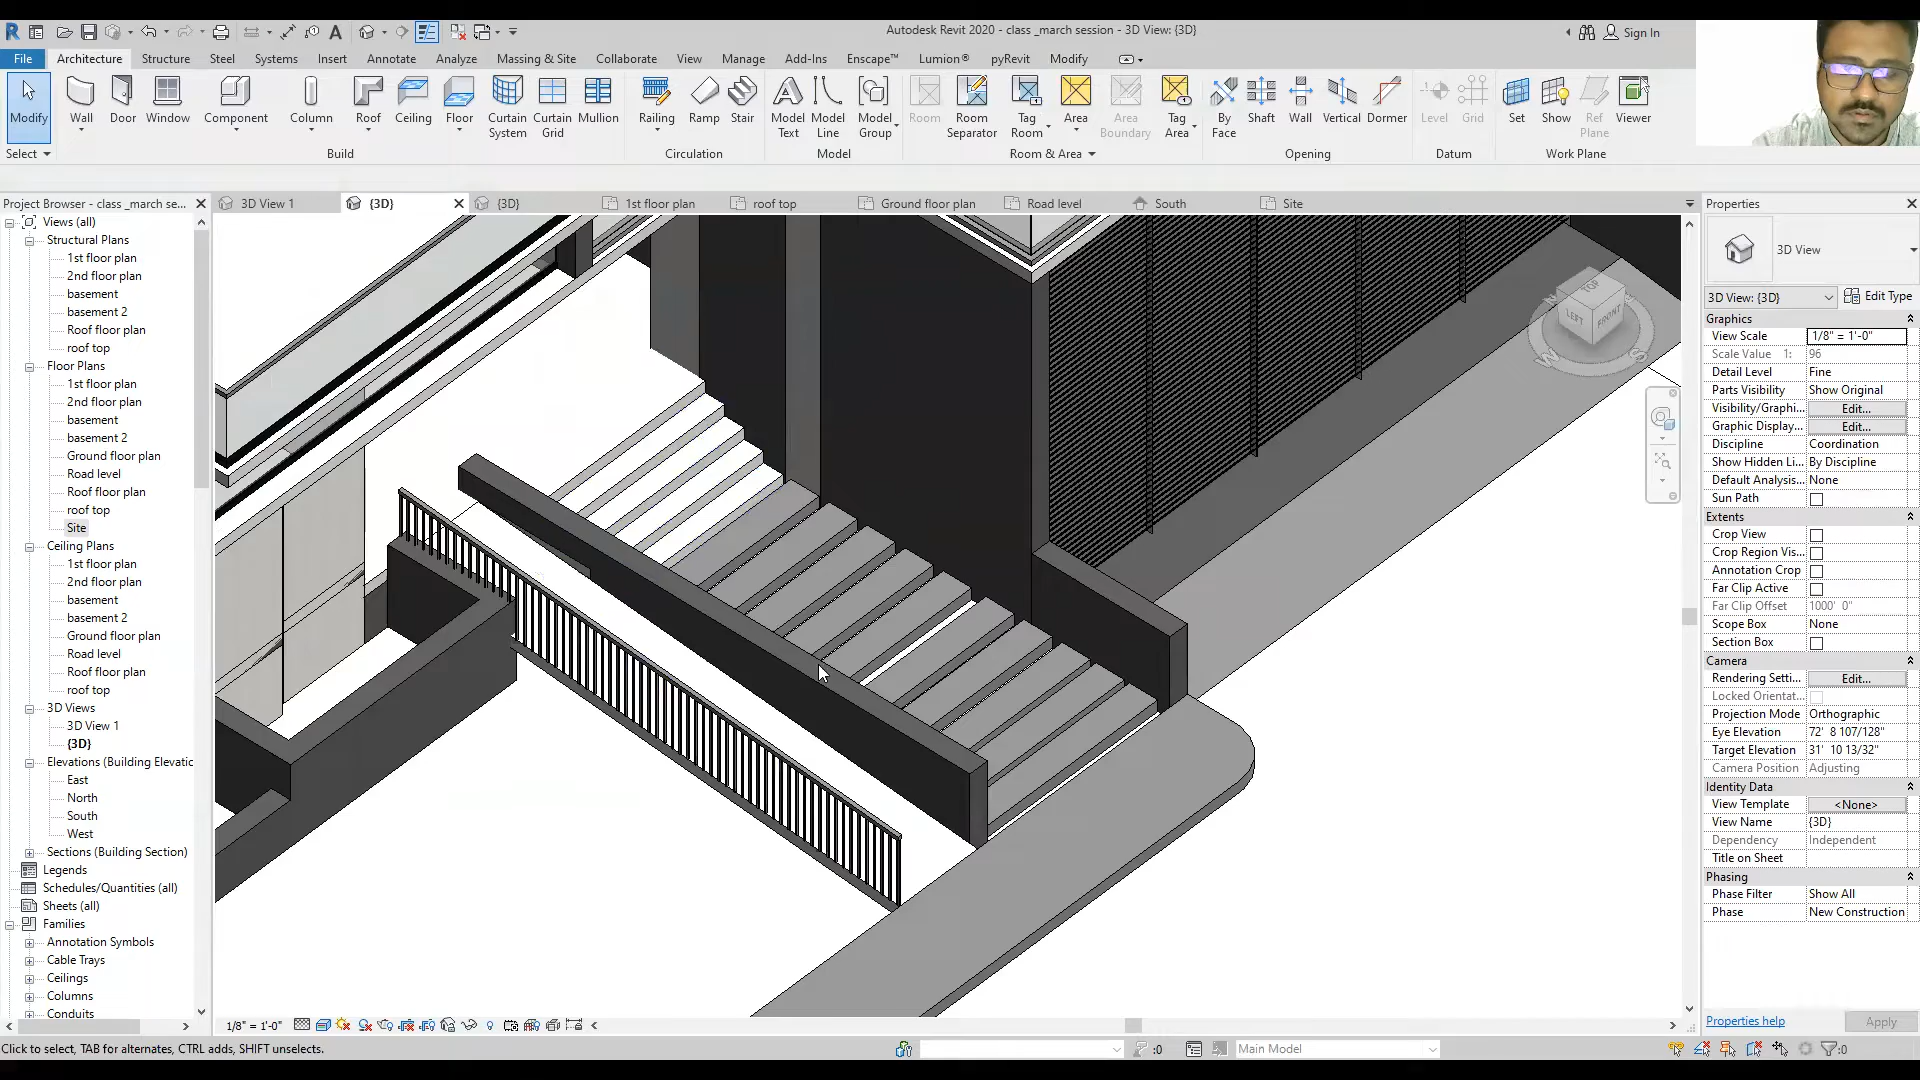 Autodesk Revit 2020 - class _march session - 3D View: {3D}
Sign In
File Architecture Structure Steel Systems Insert Annotate Analyze Massing & Site Collaborate View Manage Add-Ins Enscape™ Lumion® pyRevit Modify
Modify Wall Door Window Component Column Roof Ceiling Floor Curtain System Curtain Grid Mullion Railing Ramp Stair Model Text Model Line Model Group Room Room Separator Tag Room Area Area Boundary Tag Area By Face Shaft Wall Vertical Dormer Level Grid Set Show Ref Plane Viewer
Select Build Circulation Model Room & Area Opening Datum Work Plane
Project Browser - class _march se...
3D View 1 {3D} {3D} 1st floor plan roof top Ground floor plan Road level South Site
Views (all)
Structural Plans
1st floor plan
2nd floor plan
basement
basement 2
Roof floor plan
roof top
Floor Plans
1st floor plan
2nd floor plan
basement
basement 2
Ground floor plan
Road level
Roof floor plan
roof top
Site
Ceiling Plans
1st floor plan
2nd floor plan
basement
basement 2
Ground floor plan
Road level
Roof floor plan
roof top
3D Views
3D View 1
{3D}
Elevations (Building Elevatic
East
North
South
West
Sections (Building Section)
Legends
Schedules/Quantities (all)
Sheets (all)
Families
Annotation Symbols
Cable Trays
Ceilings
Columns
Conduits
TOP
LEFT
FRONT
W
S
Properties
3D View
3D View: {3D} Edit Type
Graphics
View Scale 1/8" = 1'-0"
Scale Value 1: 96
Detail Level Fine
Parts Visibility Show Original
Visibility/Graphi... Edit...
Graphic Display... Edit...
Discipline Coordination
Show Hidden Li... By Discipline
Default Analysis... None
Sun Path
Extents
Crop View
Crop Region Vis...
Annotation Crop
Far Clip Active
Far Clip Offset 1000' 0"
Scope Box None
Section Box
Camera
Rendering Setti... Edit...
Locked Orientat...
Projection Mode Orthographic
Eye Elevation 72' 8 107/128"
Target Elevation 31' 10 13/32"
Camera Position Adjusting
Identity Data
View Template <None>
View Name {3D}
Dependency Independent
Title on Sheet
Phasing
Phase Filter Show All
Phase New Construction
Properties help Apply
1/8" = 1'-0"
Click to select, TAB for alternates, CTRL adds, SHIFT unselects.
:0 Main Model :0